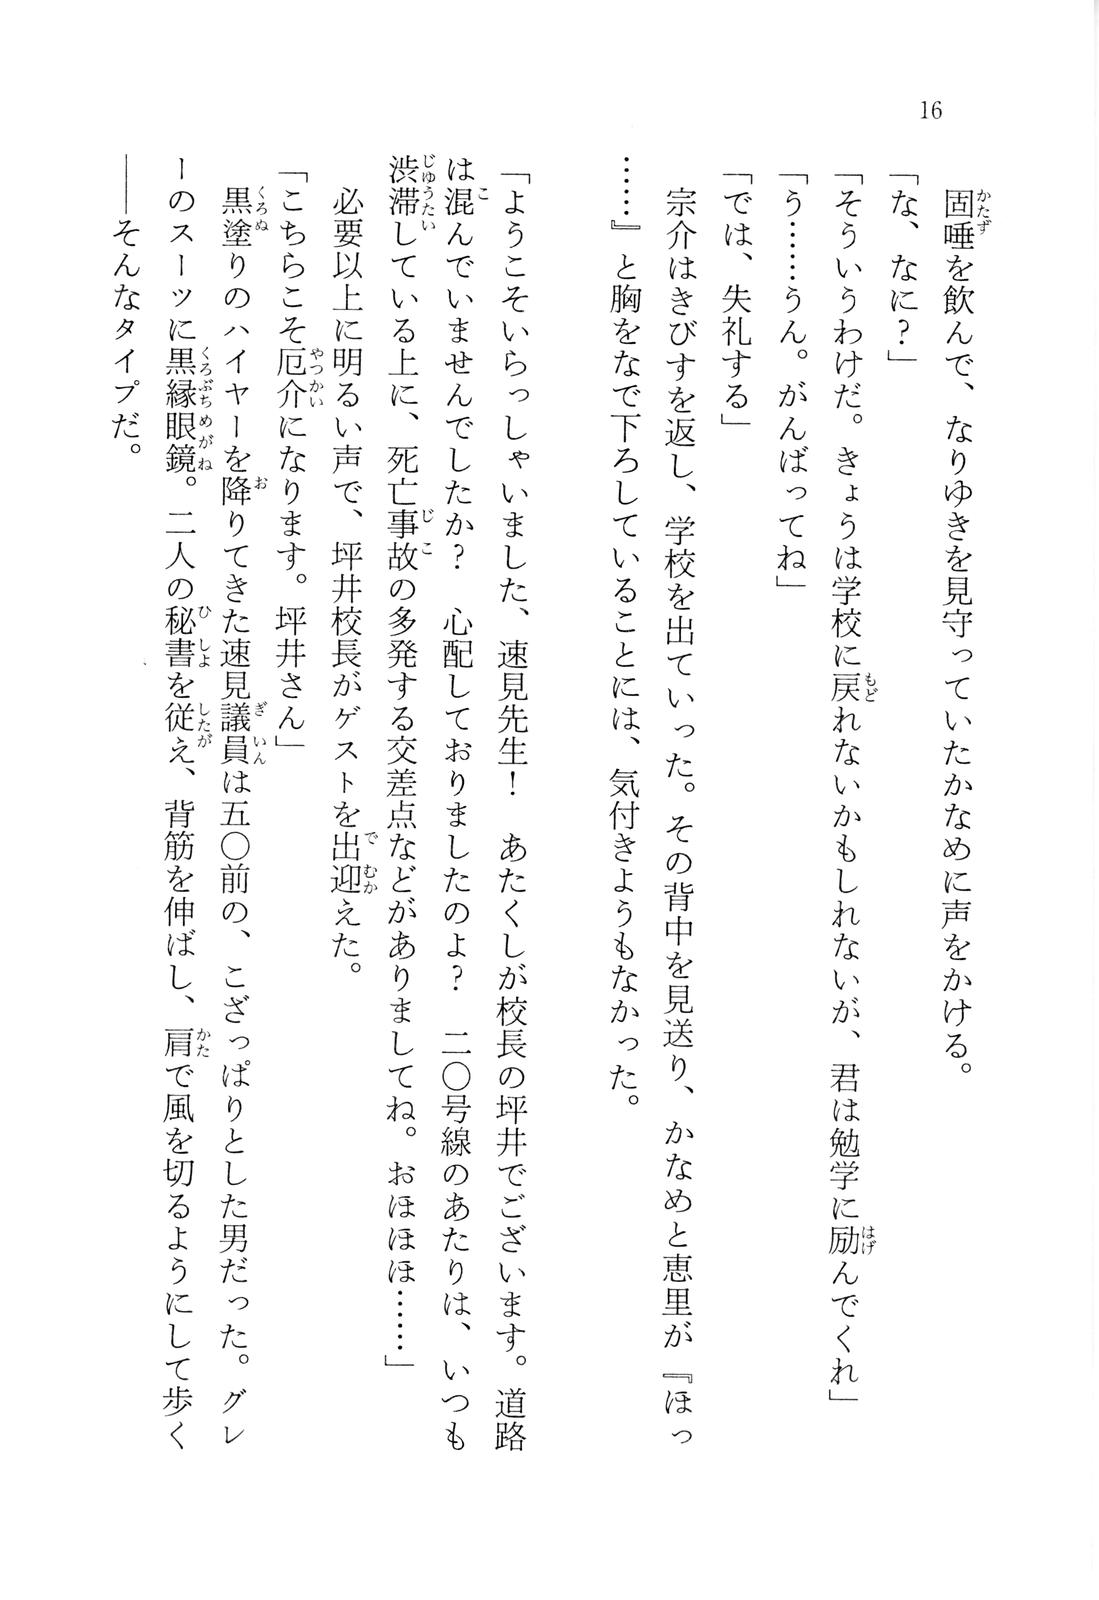 16
固唾を飲んで、なりゆきを見守っていたかなめに声をかける。
「な、なに?」
「そういうわけだ。きょうは学校に戻れないかもしれないが、君は勉学に励んでくれ」
「う……うん。がんばってね」
「では、失礼する」
宗介はきびすを返し、学校を出ていった。その背中を見送り、かなめと恵里が『ほっ
……』と胸をなで下ろしていることには、気付きようもなかった。
「ようこそいらっしゃいました、速見先生!　あたくしが校長の坪井でございます。道路
は混んでいませんでしたか?　心配しておりましたのよ?　二〇号線のあたりは、いつも
渋滞している上に、死亡事故の多発する交差点などがありましてね。おほほほ……」
必要以上に明るい声で、坪井校長がゲストを出迎えた。
「こちらこそ厄介になります。坪井さん」
黒塗りのハイヤーを降りてきた速見議員は五〇前の、こざっぱりとした男だった。グレ
ーのスーツに黒縁眼鏡。二人の秘書を従え、背筋を伸ばし、肩で風を切るようにして歩く
――そんなタイプだ。